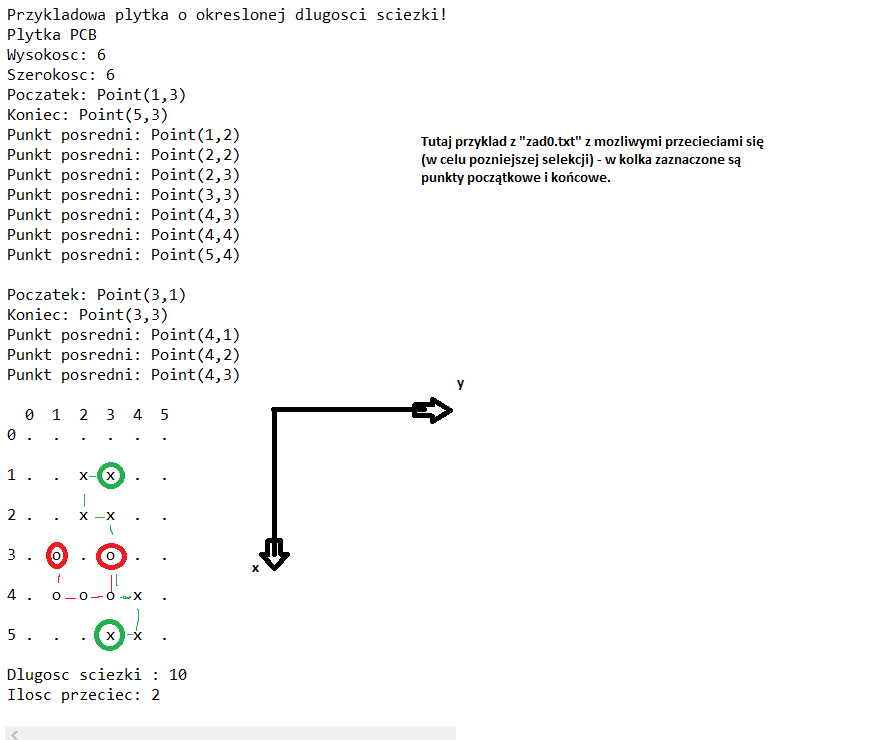 Przykladowa plytka o okreslonej dlugosci sciezki!
Plytka PCB
Wysokosc: 6
Szerokosc: 6
Poczatek: Point(1,3)
Koniec: Point(5,3)
Punkt posredni: Point(1,2)
Punkt posredni: Point(2,2)
Punkt posredni: Point(2,3)
Punkt posredni: Point(3,3)
Punkt posredni: Point(4,3)
Punkt posredni: Point(4,4)
Punkt posredni: Point(5,4)
Tutaj przyklad z "zad0.txt" z mozliwymi przecieciami się
(w celu pozniejszej selekcji) - w kolka zaznaczone są
punkty początkowe i końcowe.
Poczatek: Point(3,1)
Koniec: Point(3,3)
Punkt posredni: Point(4,1)
Punkt posredni: Point(4,2)
Punkt posredni: Point(4,3)
y
x
0 1 2 3 4 5
0 . . . . . .
1 . . x x . .
2 . . x x . .
3 . o . o . .
4 . o o o x .
5 . . . x x .
Dlugosc sciezki : 10
Ilosc przeciec: 2